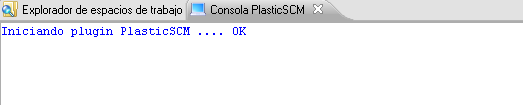 Explorador de espacios de trabajo Consola PlasticSCM
Iniciando plugin PlasticSCM .... OK